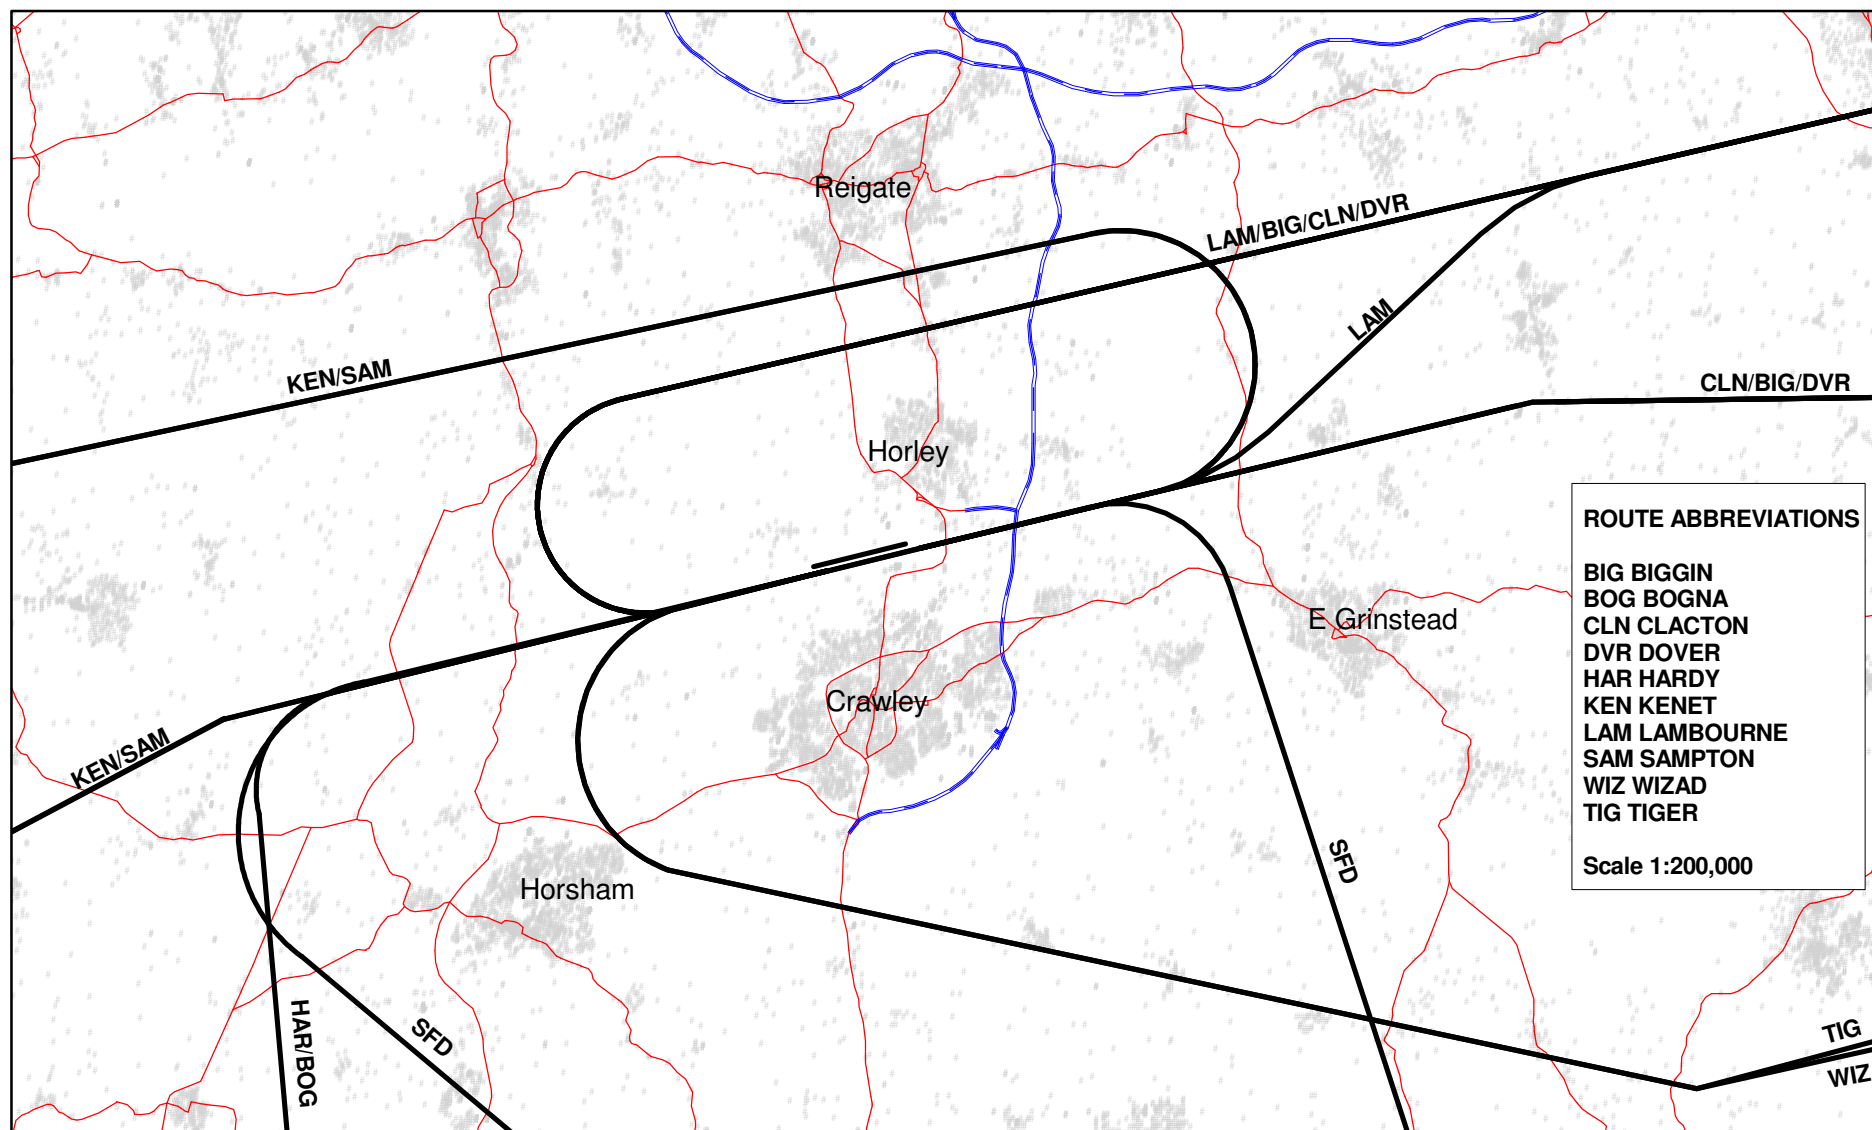 Reigate
LAM/BIG/CLN/DVR
LAM
KEN/SAM
CLN/BIG/DVR
Horley
ROUTE ABBREVIATIONS
BIG BIGGIN
BOG BOGNA
CLN CLACTON
DVR DOVER
HAR HARDY
KEN KENET
LAM LAMBOURNE
SAM SAMPTON
WIZ WIZAD
TIG TIGER
Scale 1:200,000
E Grinstead
Crawley
KEN/SAM
SFD
Horsham
HAR/BOG
SFD
TIG
WIZ